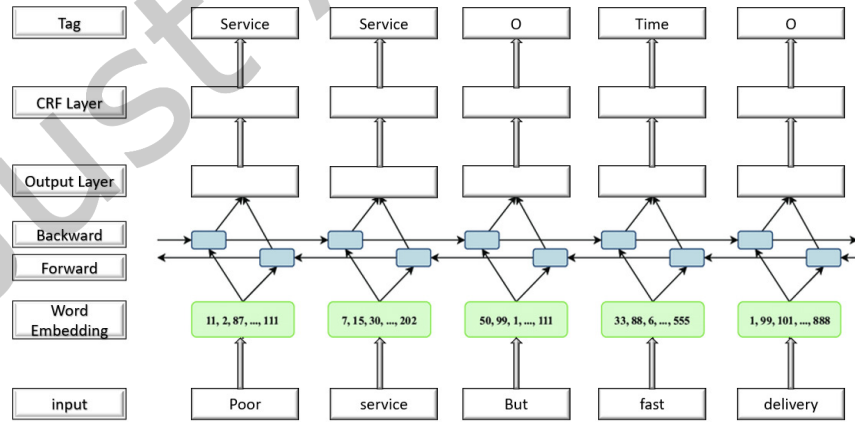 Tag Service Service O Time O
CRF Layer
Output Layer
Backward
Forward
Word
Embedding
11, 2, 87, ..., 111 7, 15, 30, ..., 202 50, 99, 1, ..., 111 33, 88, 6, ..., 555 1, 99, 101, ..., 888
input Poor service But fast delivery
ust